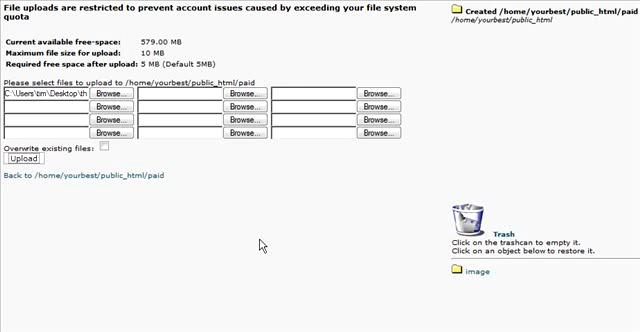 File uploads are restricted to prevent account issues caused by exceeding your file system
quota
Current available free-space: 579.00 MB
Maximum file size for upload: 10 MB
Required free space after upload: 5 MB (Default 5MB)
Please select files to upload to /home/yourbest/public_html/paid
C:\Users\tim\Desktop\th Browse... Browse... Browse...
Browse... Browse... Browse...
Browse... Browse... Browse...
Browse... Browse... Browse...
Overwrite existing files:
Upload
Back to /home/yourbest/public_html/paid
Created /home/yourbest/public_html/paid
/home/yourbest/public_html
Trash
Click on the trashcan to empty it.
Click on an object below to restore it.
image